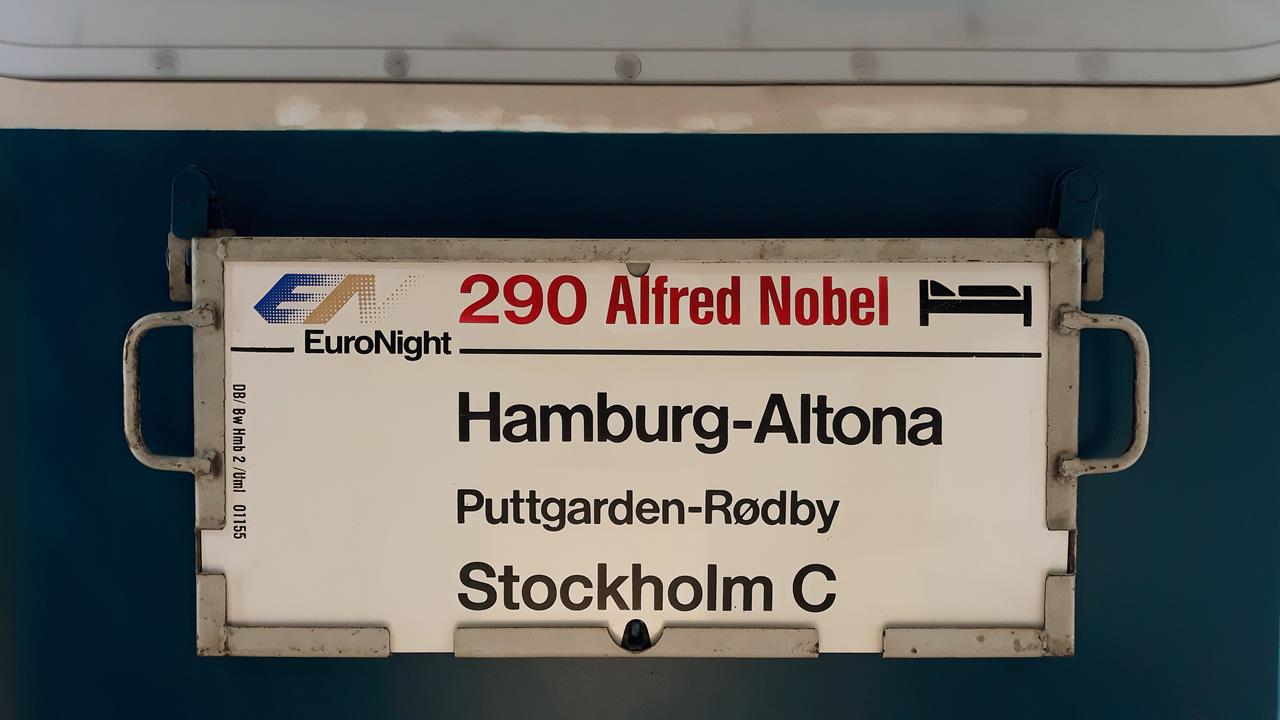 EN 290 Alfred Nobel
EuroNight
Hamburg-Altona
Puttgarden-Rødby
Stockholm C
DB/ Bw Hmb 2 /Uml 01155